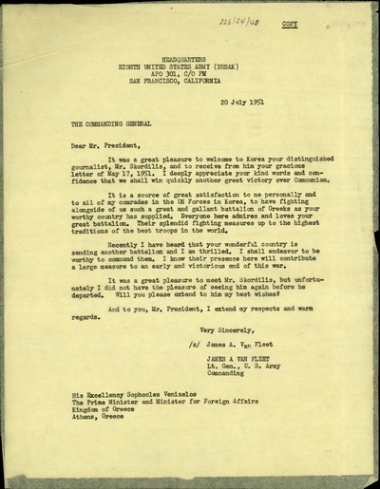 COPY
HEADQUARTERS
EIGHTH UNITED STATES ARMY (EUSAK)
APO 301, C/O PM
SAN FRANCISCO, CALIFORNIA
20 July 1951
THE COMMANDING GENERAL
Dear Mr. President,
It was a great pleasure to welcome to Korea your distinguished
gournalist, Mr. Skordilis, and to receive from him your gracious
letter of May 17, 1951. I deeply appreciate your kind words and con-
fidence that we shall win quickly another great victory over Communism.
It is a source of great satisfaction to me personally and
to all of my comrades in the UN Forces in Korea, to have fighting
alongside of us such a great and gallant battalion of Greeks as your
worthy country has supplied. Everyone here admires and loves your
great battalion. Their splendid fighting measures up to the highest
traditions of the best troops in the world.
Recently I have heard that your wonderful country is
sending another battalion and I am thrilled. I shall endeavor to be
worthy to command them. I know their presence here will contribute
a large measure to an early and victorious end of this war.
It was a great pleasure to meet Mr. Skordilis, but unfortu-
nately I did not have the pleasure of seeing him again before he
departed. Will you please extend to him my best wishes?
And to you, Mr. President, I extend my respects and warm
regards.
Very Sincerely,
/s/ James A. Van Fleet
JAMES A VAN FLEET
Lt. Gen., U. S. Army
Commanding
His Excellency Sophocles Venizelos
The Prime Minister and Minister for Foreign Affairs
Kingdom of Greece
Athens, Greece